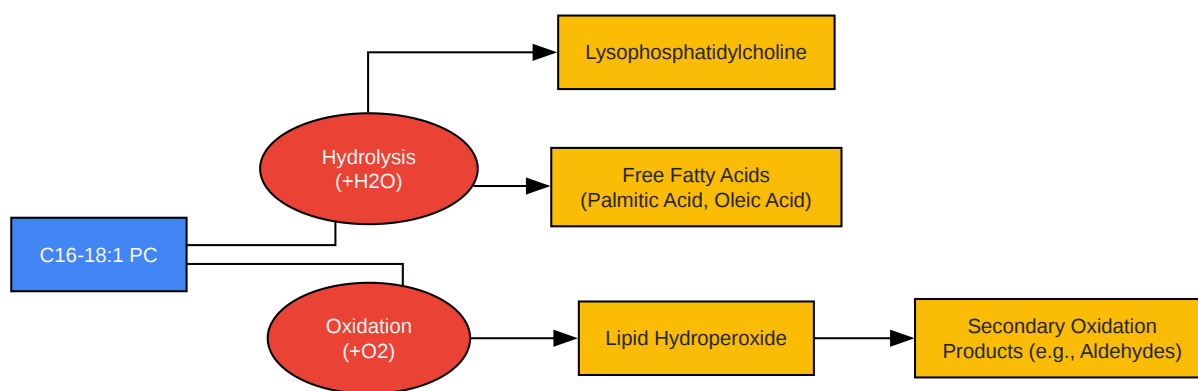 Lysophosphatidylcholine
Hydrolysis
(+H2O)
Free Fatty Acids
(Palmitic Acid, Oleic Acid)
C16-18:1 PC
Oxidation
(+O2)
Lipid Hydroperoxide
Secondary Oxidation
Products (e.g., Aldehydes)